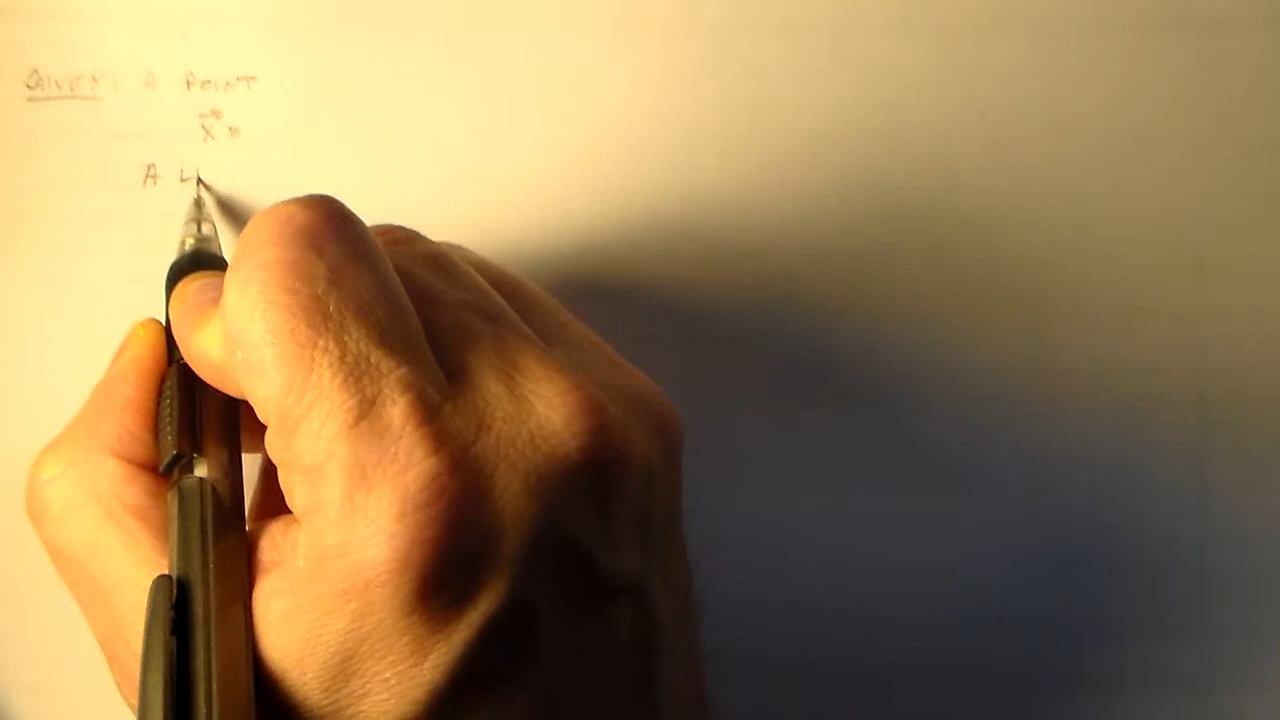 GIVEN: A POINT
x⃗ =
A L